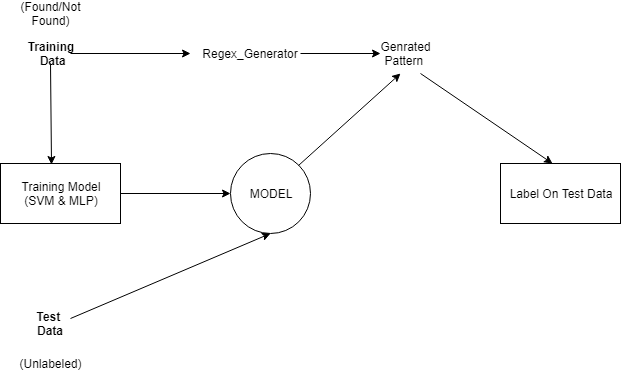 (Found/Not
Found)
Training
Data
Regex_Generator
Genrated
Pattern
Training Model
(SVM & MLP)
MODEL
Label On Test Data
Test
Data
(Unlabeled)